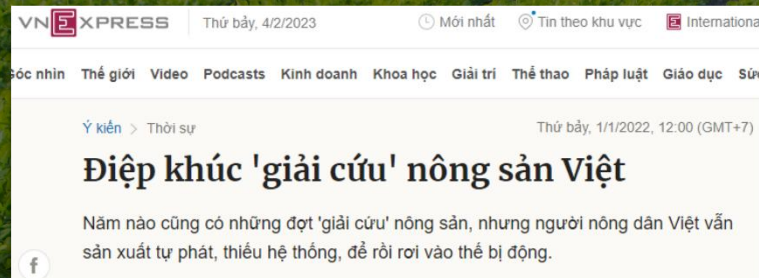 VNEXPRESS Thứ bảy, 4/2/2023 Mới nhất Tin theo khu vực International
Góc nhìn Thế giới Video Podcasts Kinh doanh Khoa học Giải trí Thể thao Pháp luật Giáo dục
Ý kiến > Thời sự Thứ bảy, 1/1/2022, 12:00 (GMT+7)
Điệp khúc 'giải cứu' nông sản Việt
Năm nào cũng có những đợt 'giải cứu' nông sản, nhưng người nông dân Việt vẫn
sản xuất tự phát, thiếu hệ thống, để rồi rơi vào thế bị động.
f